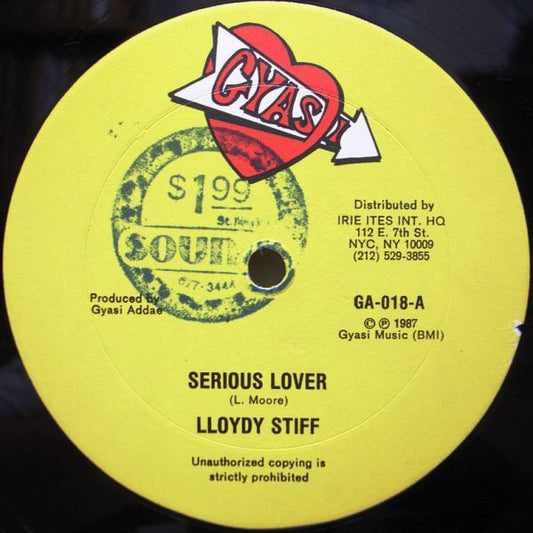 GYASI
$1.99
SOUN
677-344
Distributed by
IRIE ITES INT. HQ
112 E. 7th St.
NYC, NY 10009
(212) 529-3855
Produced by
Gyasi Addae
GA-018-A
© ℗ 1987
Gyasi Music (BMI)
SERIOUS LOVER
(L. Moore)
LLOYDY STIFF
Unauthorized copying is
strictly prohibited